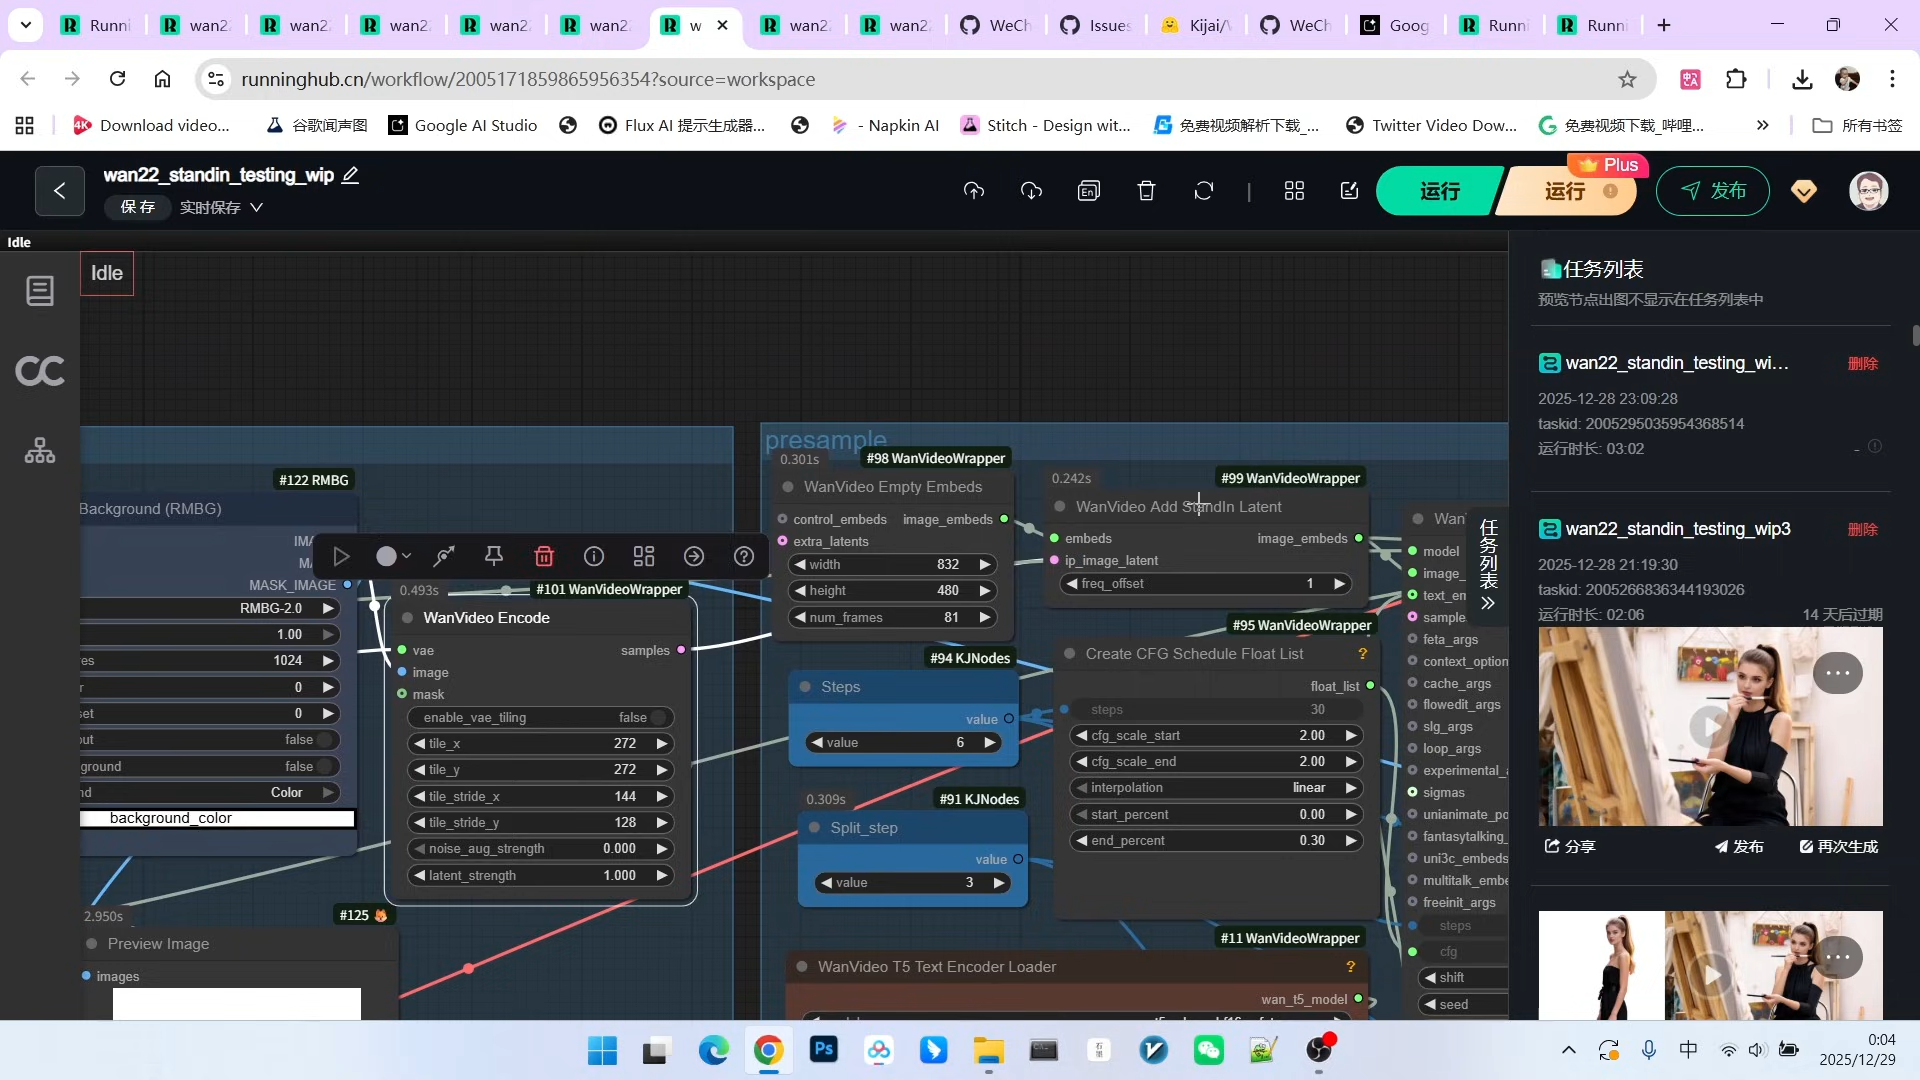 Runni
wan2
wan2
wan2
wan2
wan2
w
wan2
wan2
WeCh
Issues
Kijai/
WeCh
Goog
Runni
Runni
runninghub.cn/workflow/2005171859865956354?source=workspace
Download video...
谷歌闻声图
Google AI Studio
Flux AI 提示生成器...
- Napkin AI
Stitch - Design wit...
免费视频解析下载_...
Twitter Video Dow...
免费视频下载_哔哩...
所有书签
wan22_standin_testing_wip
保存
实时保存
En
运行
运行
Plus
发布
Idle
Idle
CC
任务列表
预览节点出图不显示在任务列表中
wan22_standin_testing_wi...
删除
2025-12-28 23:09:28
taskid: 2005295035954368514
运行时长: 03:02
-
wan22_standin_testing_wip3
删除
2025-12-28 21:19:30
taskid: 2005266836344193026
运行时长: 02:06
14 天后过期
分享
发布
再次生成
任务列表
#122 RMBG
Background (RMBG)
IMA
MA
MASK_IMAGE
RMBG-2.0
1.00
res
1024
r
0
set
0
out
false
ground
false
nd
Color
background_color
2.950s
#125
Preview Image
images
0.493s
#101 WanVideoWrapper
WanVideo Encode
vae
samples
image
mask
enable_vae_tiling
false
tile_x
272
tile_y
272
tile_stride_x
144
tile_stride_y
128
noise_aug_strength
0.000
latent_strength
1.000
presample
0.301s
#98 WanVideoWrapper
WanVideo Empty Embeds
control_embeds
image_embeds
extra_latents
width
832
height
480
num_frames
81
#94 KJNodes
Steps
value
value
6
0.309s
#91 KJNodes
Split_step
value
value
3
0.242s
#99 WanVideoWrapper
WanVideo Add StandIn Latent
embeds
image_embeds
ip_image_latent
freq_offset
1
#95 WanVideoWrapper
Create CFG Schedule Float List
?
float_list
steps
30
cfg_scale_start
2.00
cfg_scale_end
2.00
interpolation
linear
start_percent
0.00
end_percent
0.30
#11 WanVideoWrapper
WanVideo T5 Text Encoder Loader
?
wan_t5_model
Wan
model
image_
text_em
sample
feta_args
context_option
cache_args
flowedit_args
slg_args
loop_args
experimental_
sigmas
unianimate_po
fantasytalking_
uni3c_embeds
multitalk_embe
freeinit_args
steps
cfg
shift
seed
Ps
中
0:04
2025/12/29